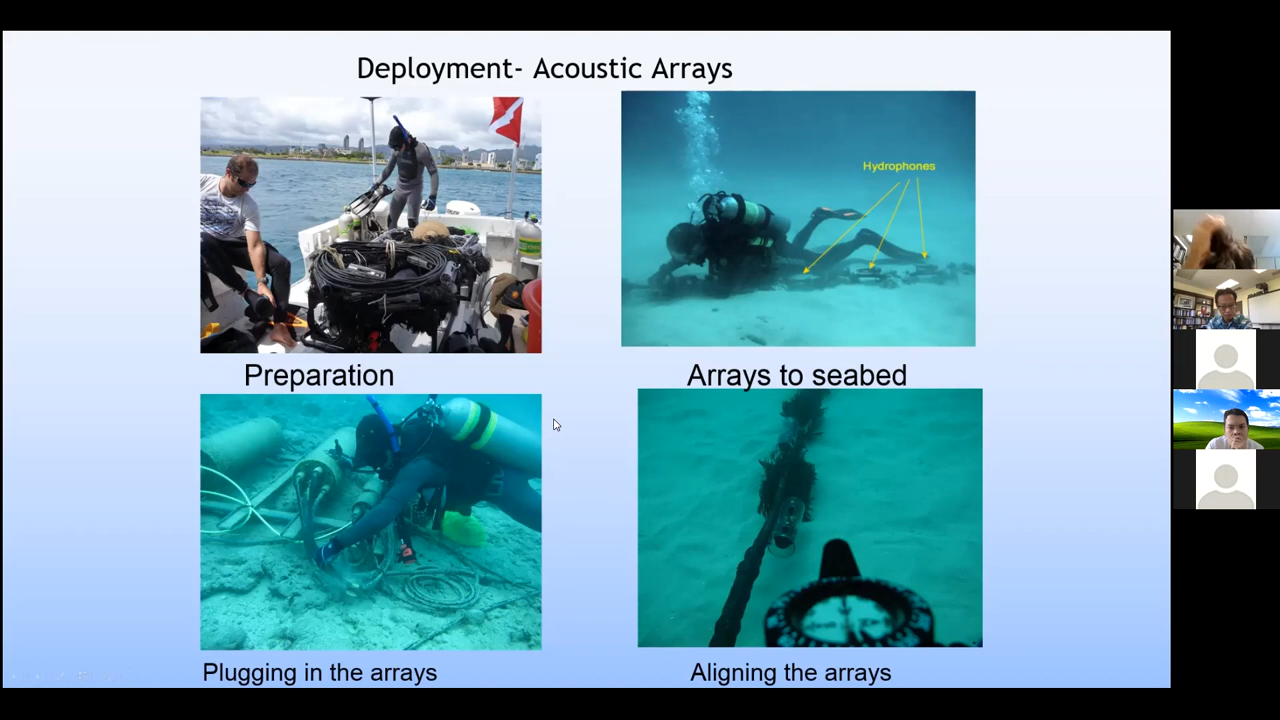 Deployment- Acoustic Arrays
Hydrophones
Preparation
Arrays to seabed
Plugging in the arrays
Aligning the arrays